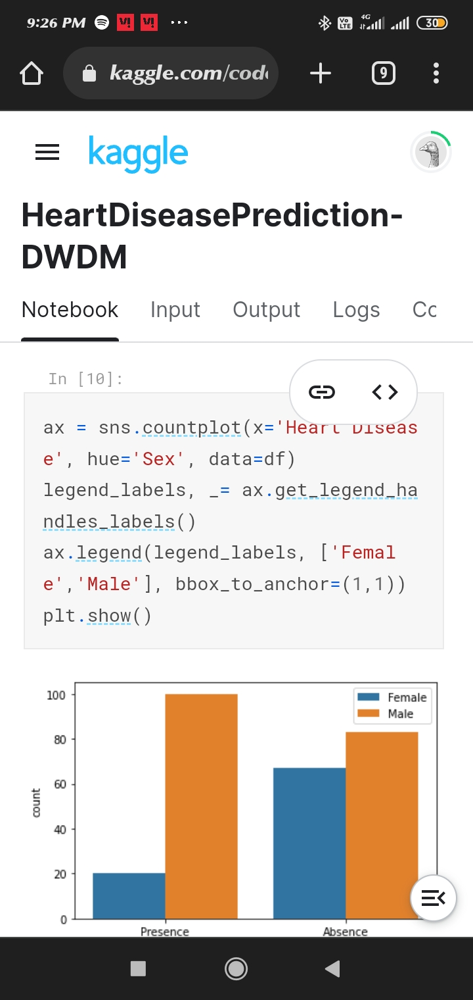 9:26 PM
Vo LTE
4G
30
kaggle.com/cod
9
kaggle
HeartDiseasePrediction-
DWDM
Notebook Input Output Logs Cc
In [10]:
ax = sns.countplot(x='Heart Diseas
e', hue='Sex', data=df)
legend_labels, _= ax.get_legend_ha
ndles_labels()
ax.legend(legend_labels, ['Femal
e','Male'], bbox_to_anchor=(1,1))
plt.show()
100
80
60
40
20
0
count
Female
Male
Presence Absence